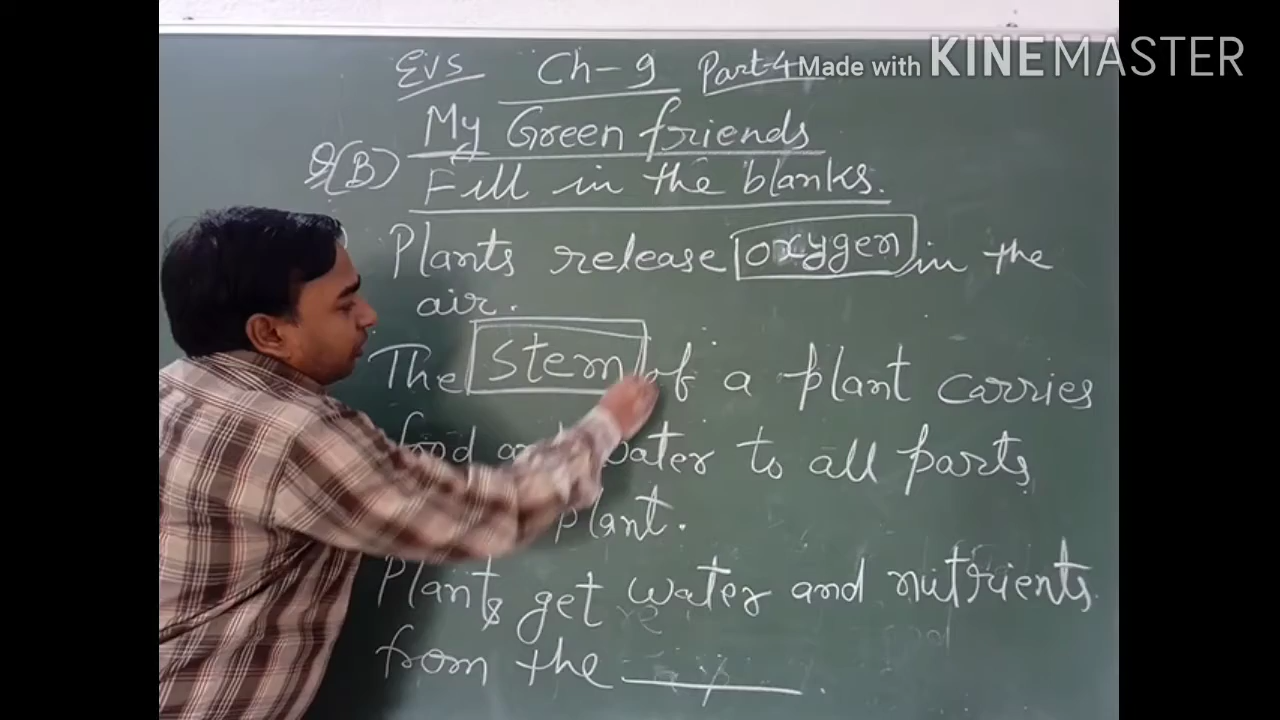 Made with KINEMASTER
EVS Ch-9 Part-4
My Green friends
Q(B) Fill in the blanks.
Plants release oxygen in the
air.
The Stem of a plant carries
food and water to all parts
plant.
Plants get water and nutrients
from the ______.